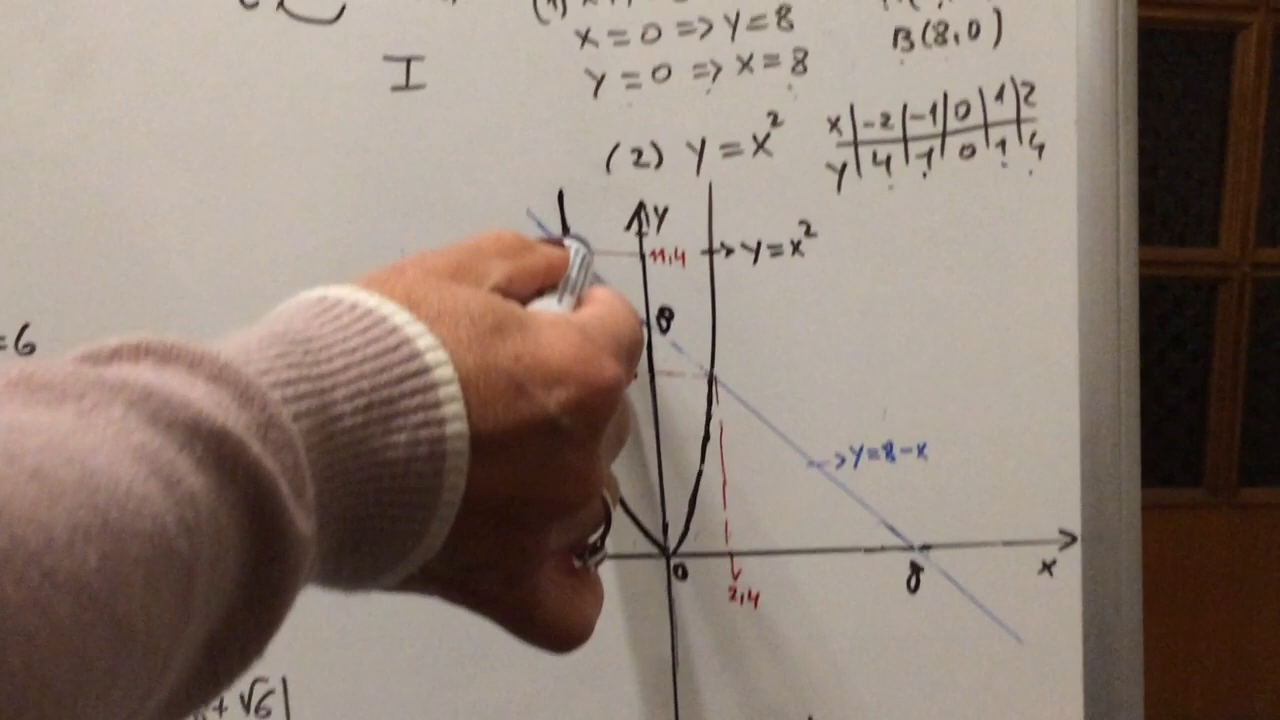 x=0 => y=8
B(8,0)
I
y=0 => x=8
(2) y=x²
x | -2 | -1 | 0 | 1 | 2
y | 4 | 1 | 0 | 1 | 4
y
11,4
-> y=x²
8
=6
-> y=8-x
0
8
x
2,4
+ √6|